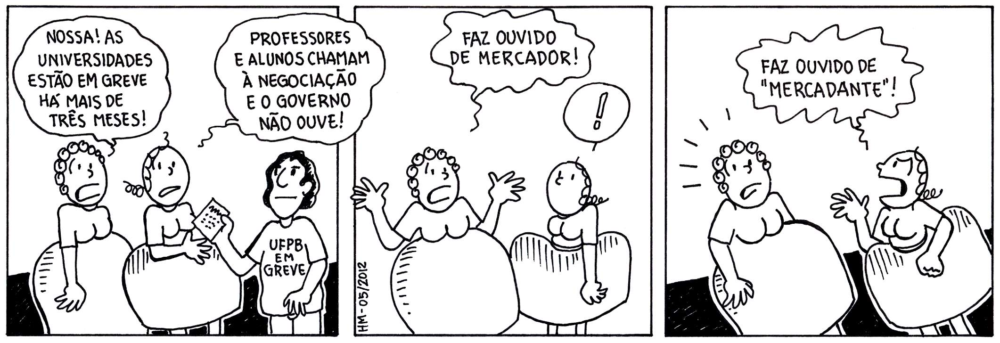 NOSSA! AS
UNIVERSIDADES
ESTÃO EM GREVE
HÁ MAIS DE
TRÊS MESES!
PROFESSORES
E ALUNOS CHAMAM
À NEGOCIAÇÃO
E O GOVERNO
NÃO OUVE!
UFPB
EM
GREVE
FAZ OUVIDO
DE MERCADOR!
!
HM-05/2012
FAZ OUVIDO DE
"MERCADANTE"!